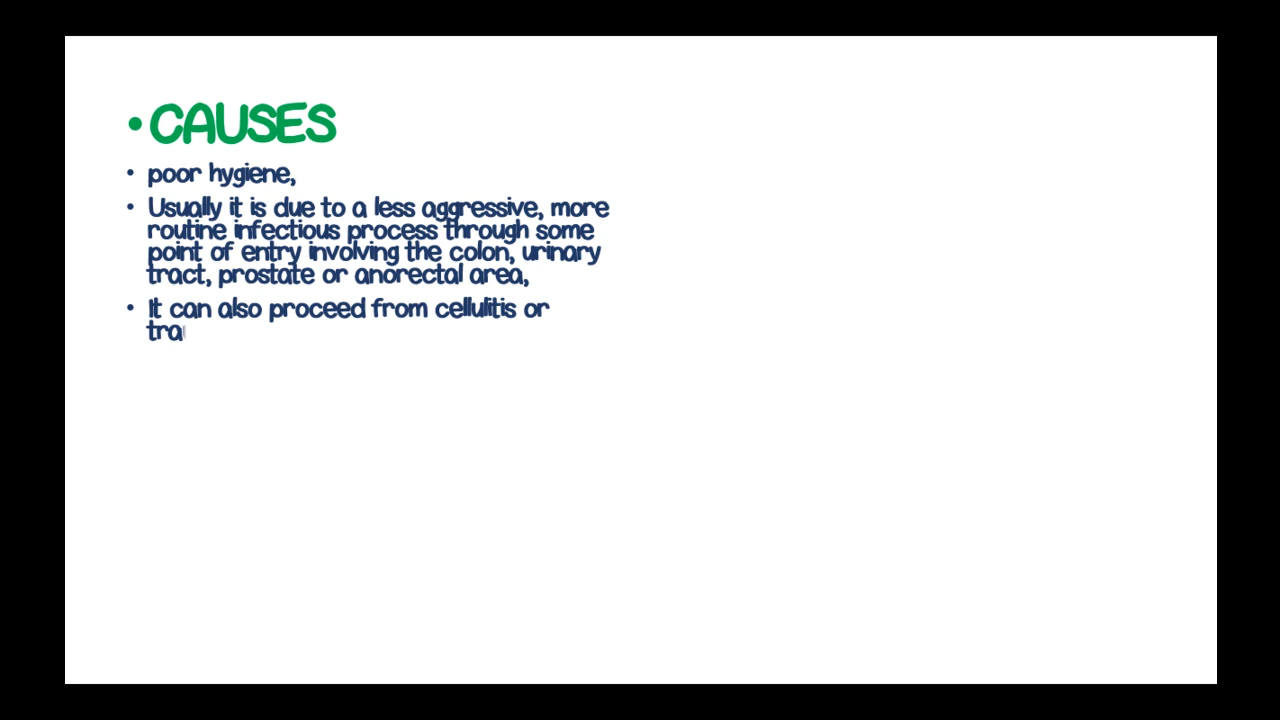 • CAUSES
• poor hygiene,
• Usually it is due to a less aggressive, more
routine infectious process through some
point of entry involving the colon, urinary
tract, prostate or anorectal area,
• It can also proceed from cellulitis or
tra